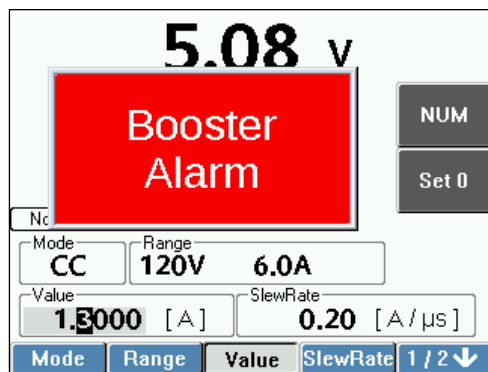 5.08 V
Booster
Alarm
NUM
Set 0
Mode
CC
Range
120V 6.0A
Value
1.3000 [A]
SlewRate
0.20 [A/µs]
Mode Range Value SlewRate 1/2